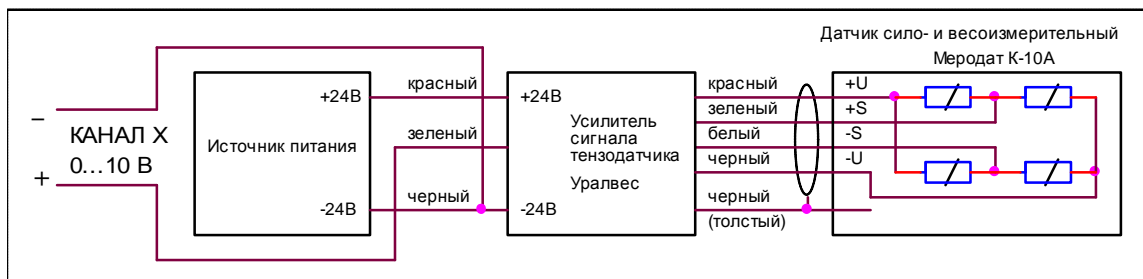 Датчик сило- и весоизмерительный
Меродат К-10А
−
КАНАЛ X
0...10 В
+
+24В
Источник питания
-24В
красный
зеленый
черный
+24В
Усилитель
сигнала
тензодатчика
Уралвес
-24В
красный
зеленый
белый
черный
черный
(толстый)
+U
+S
-S
-U